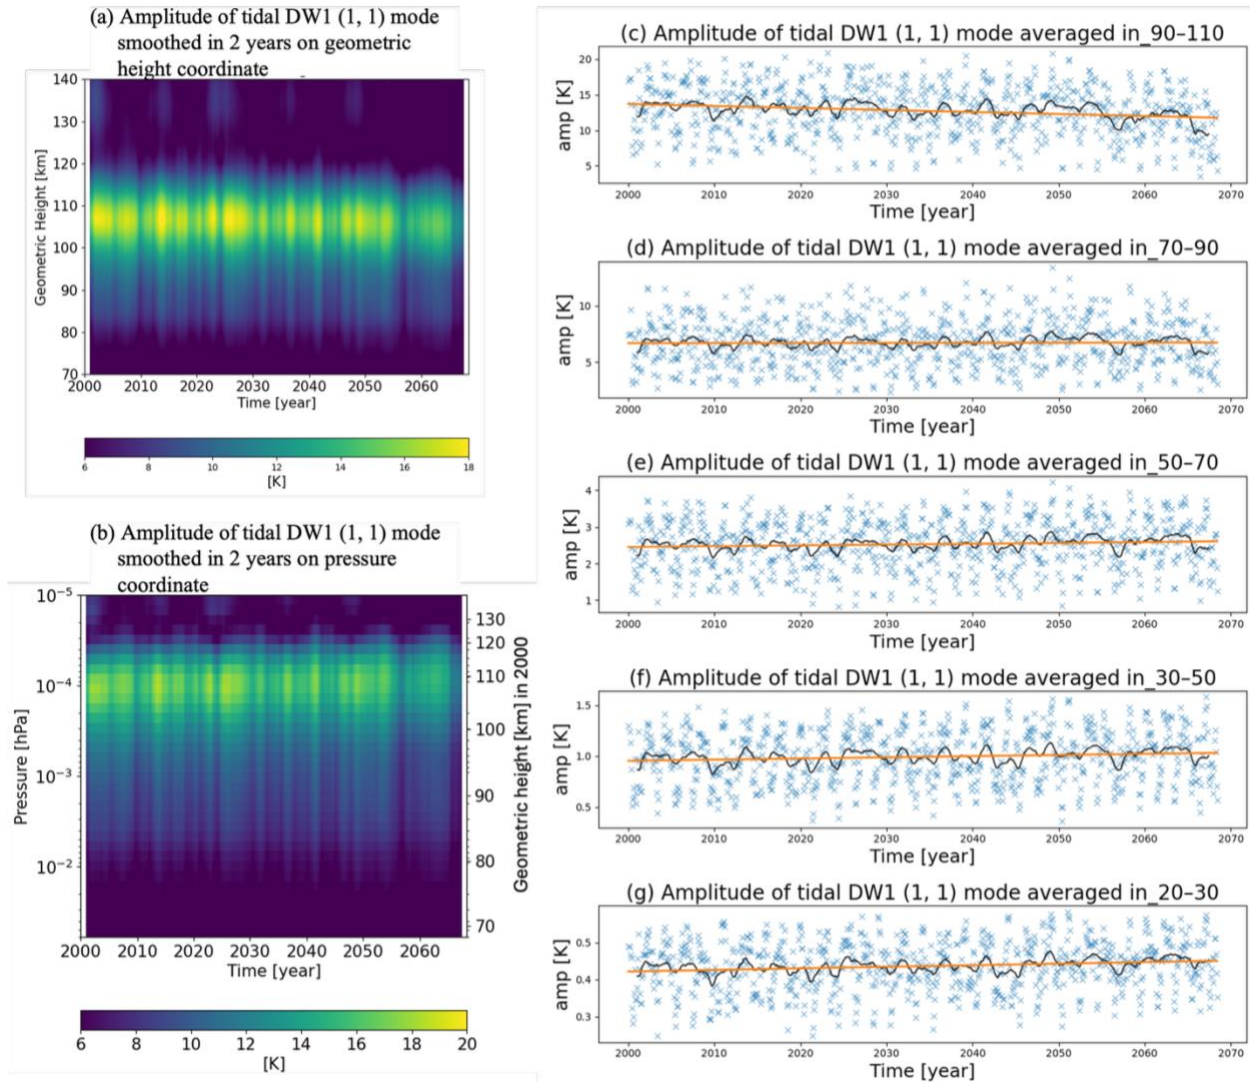 (a) Amplitude of tidal DW1 (1, 1) mode
smoothed in 2 years on geometric
height coordinate
140
130
120
110
100
90
80
70
Geometric Height [km]
2000 2010 2020 2030 2040 2050 2060
Time [year]
6 8 10 12 14 16 18
[K]
(b) Amplitude of tidal DW1 (1, 1) mode
smoothed in 2 years on pressure
coordinate
10⁻⁵
10⁻⁴
10⁻³
10⁻²
Pressure [hPa]
130
120
110
100
90
80
70
Geometric height [km] in 2000
2000 2010 2020 2030 2040 2050 2060
Time [year]
6 8 10 12 14 16 18 20
[K]
(c) Amplitude of tidal DW1 (1, 1) mode averaged in_90–110
20
15
10
5
amp [K]
2000 2010 2020 2030 2040 2050 2060 2070
Time [year]
(d) Amplitude of tidal DW1 (1, 1) mode averaged in_70–90
10
5
amp [K]
2000 2010 2020 2030 2040 2050 2060 2070
Time [year]
(e) Amplitude of tidal DW1 (1, 1) mode averaged in_50–70
4
3
2
1
amp [K]
2000 2010 2020 2030 2040 2050 2060 2070
Time [year]
(f) Amplitude of tidal DW1 (1, 1) mode averaged in_30–50
1.5
1.0
0.5
amp [K]
2000 2010 2020 2030 2040 2050 2060 2070
Time [year]
(g) Amplitude of tidal DW1 (1, 1) mode averaged in_20–30
0.5
0.4
0.3
amp [K]
2000 2010 2020 2030 2040 2050 2060 2070
Time [year]